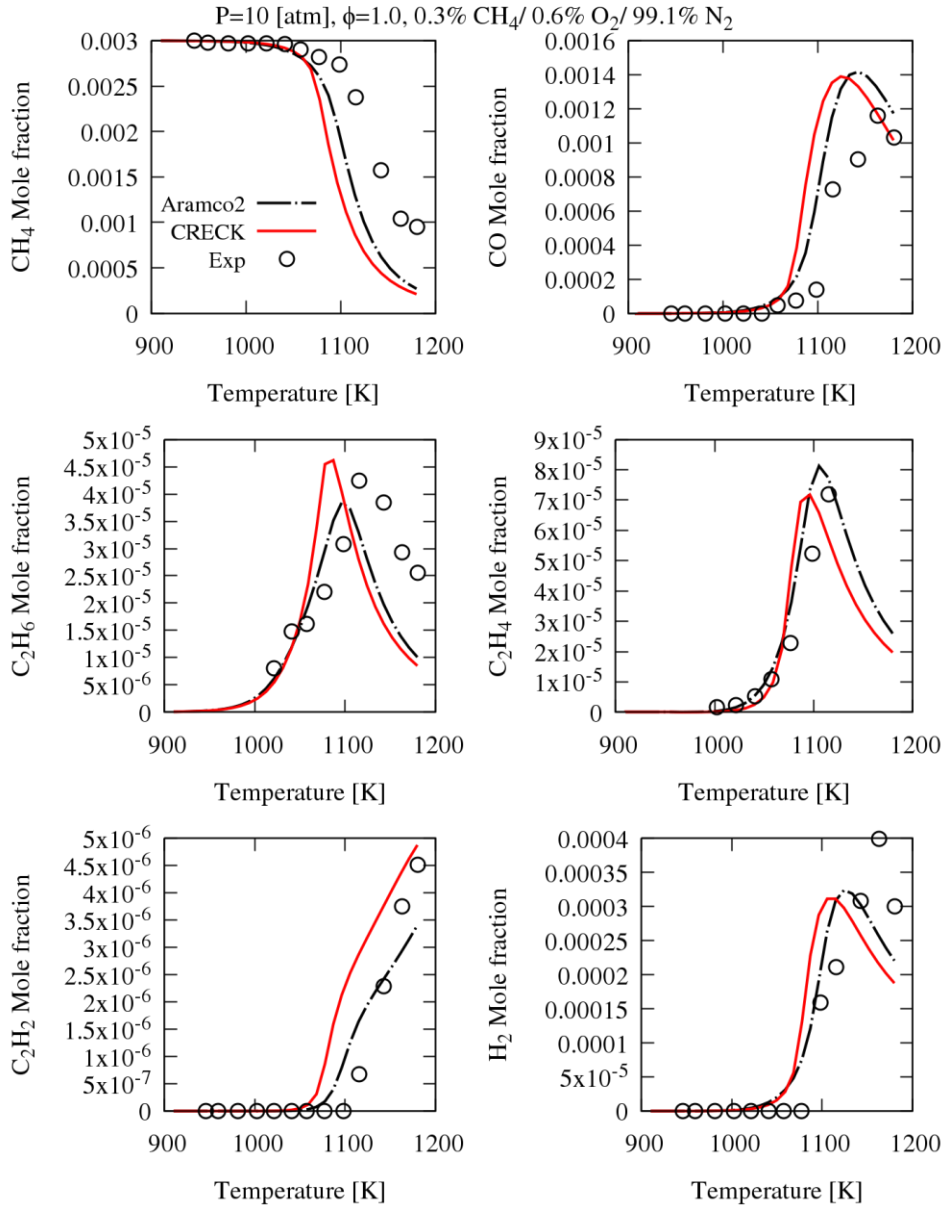 P=10 [atm], ϕ=1.0, 0.3% CH₄/ 0.6% O₂/ 99.1% N₂
CH₄ Mole fraction
0.003
0.0025
0.002
0.0015
0.001
0.0005
0
900 1000 1100 1200
Temperature [K]
Aramco2
CRECK
Exp
CO Mole fraction
0.0016
0.0014
0.0012
0.001
0.0008
0.0006
0.0004
0.0002
0
900 1000 1100 1200
Temperature [K]
C₂H₆ Mole fraction
5x10⁻⁵
4.5x10⁻⁵
4x10⁻⁵
3.5x10⁻⁵
3x10⁻⁵
2.5x10⁻⁵
2x10⁻⁵
1.5x10⁻⁵
1x10⁻⁵
5x10⁻⁶
0
900 1000 1100 1200
Temperature [K]
C₂H₄ Mole fraction
9x10⁻⁵
8x10⁻⁵
7x10⁻⁵
6x10⁻⁵
5x10⁻⁵
4x10⁻⁵
3x10⁻⁵
2x10⁻⁵
1x10⁻⁵
0
900 1000 1100 1200
Temperature [K]
C₂H₂ Mole fraction
5x10⁻⁶
4.5x10⁻⁶
4x10⁻⁶
3.5x10⁻⁶
3x10⁻⁶
2.5x10⁻⁶
2x10⁻⁶
1.5x10⁻⁶
1x10⁻⁶
5x10⁻⁷
0
900 1000 1100 1200
Temperature [K]
H₂ Mole fraction
0.0004
0.00035
0.0003
0.00025
0.0002
0.00015
0.0001
5x10⁻⁵
0
900 1000 1100 1200
Temperature [K]